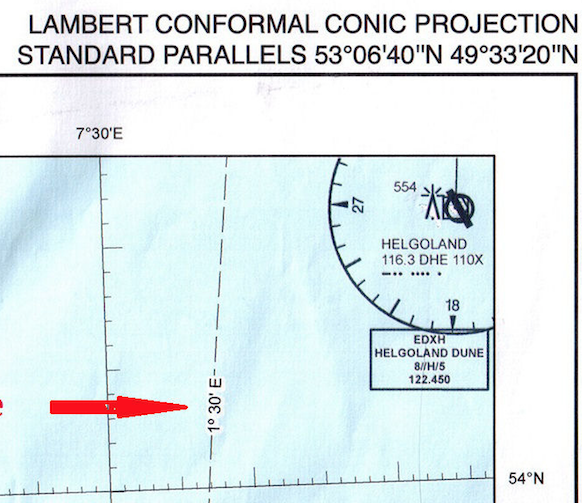 LAMBERT CONFORMAL CONIC PROJECTION
STANDARD PARALLELS 53°06'40"N 49°33'20"N
7°30'E
554
27
HELGOLAND
116.3 DHE 110X
18
EDXH
HELGOLAND DUNE
8//H/5
122.450
1° 30' E
e
54°N